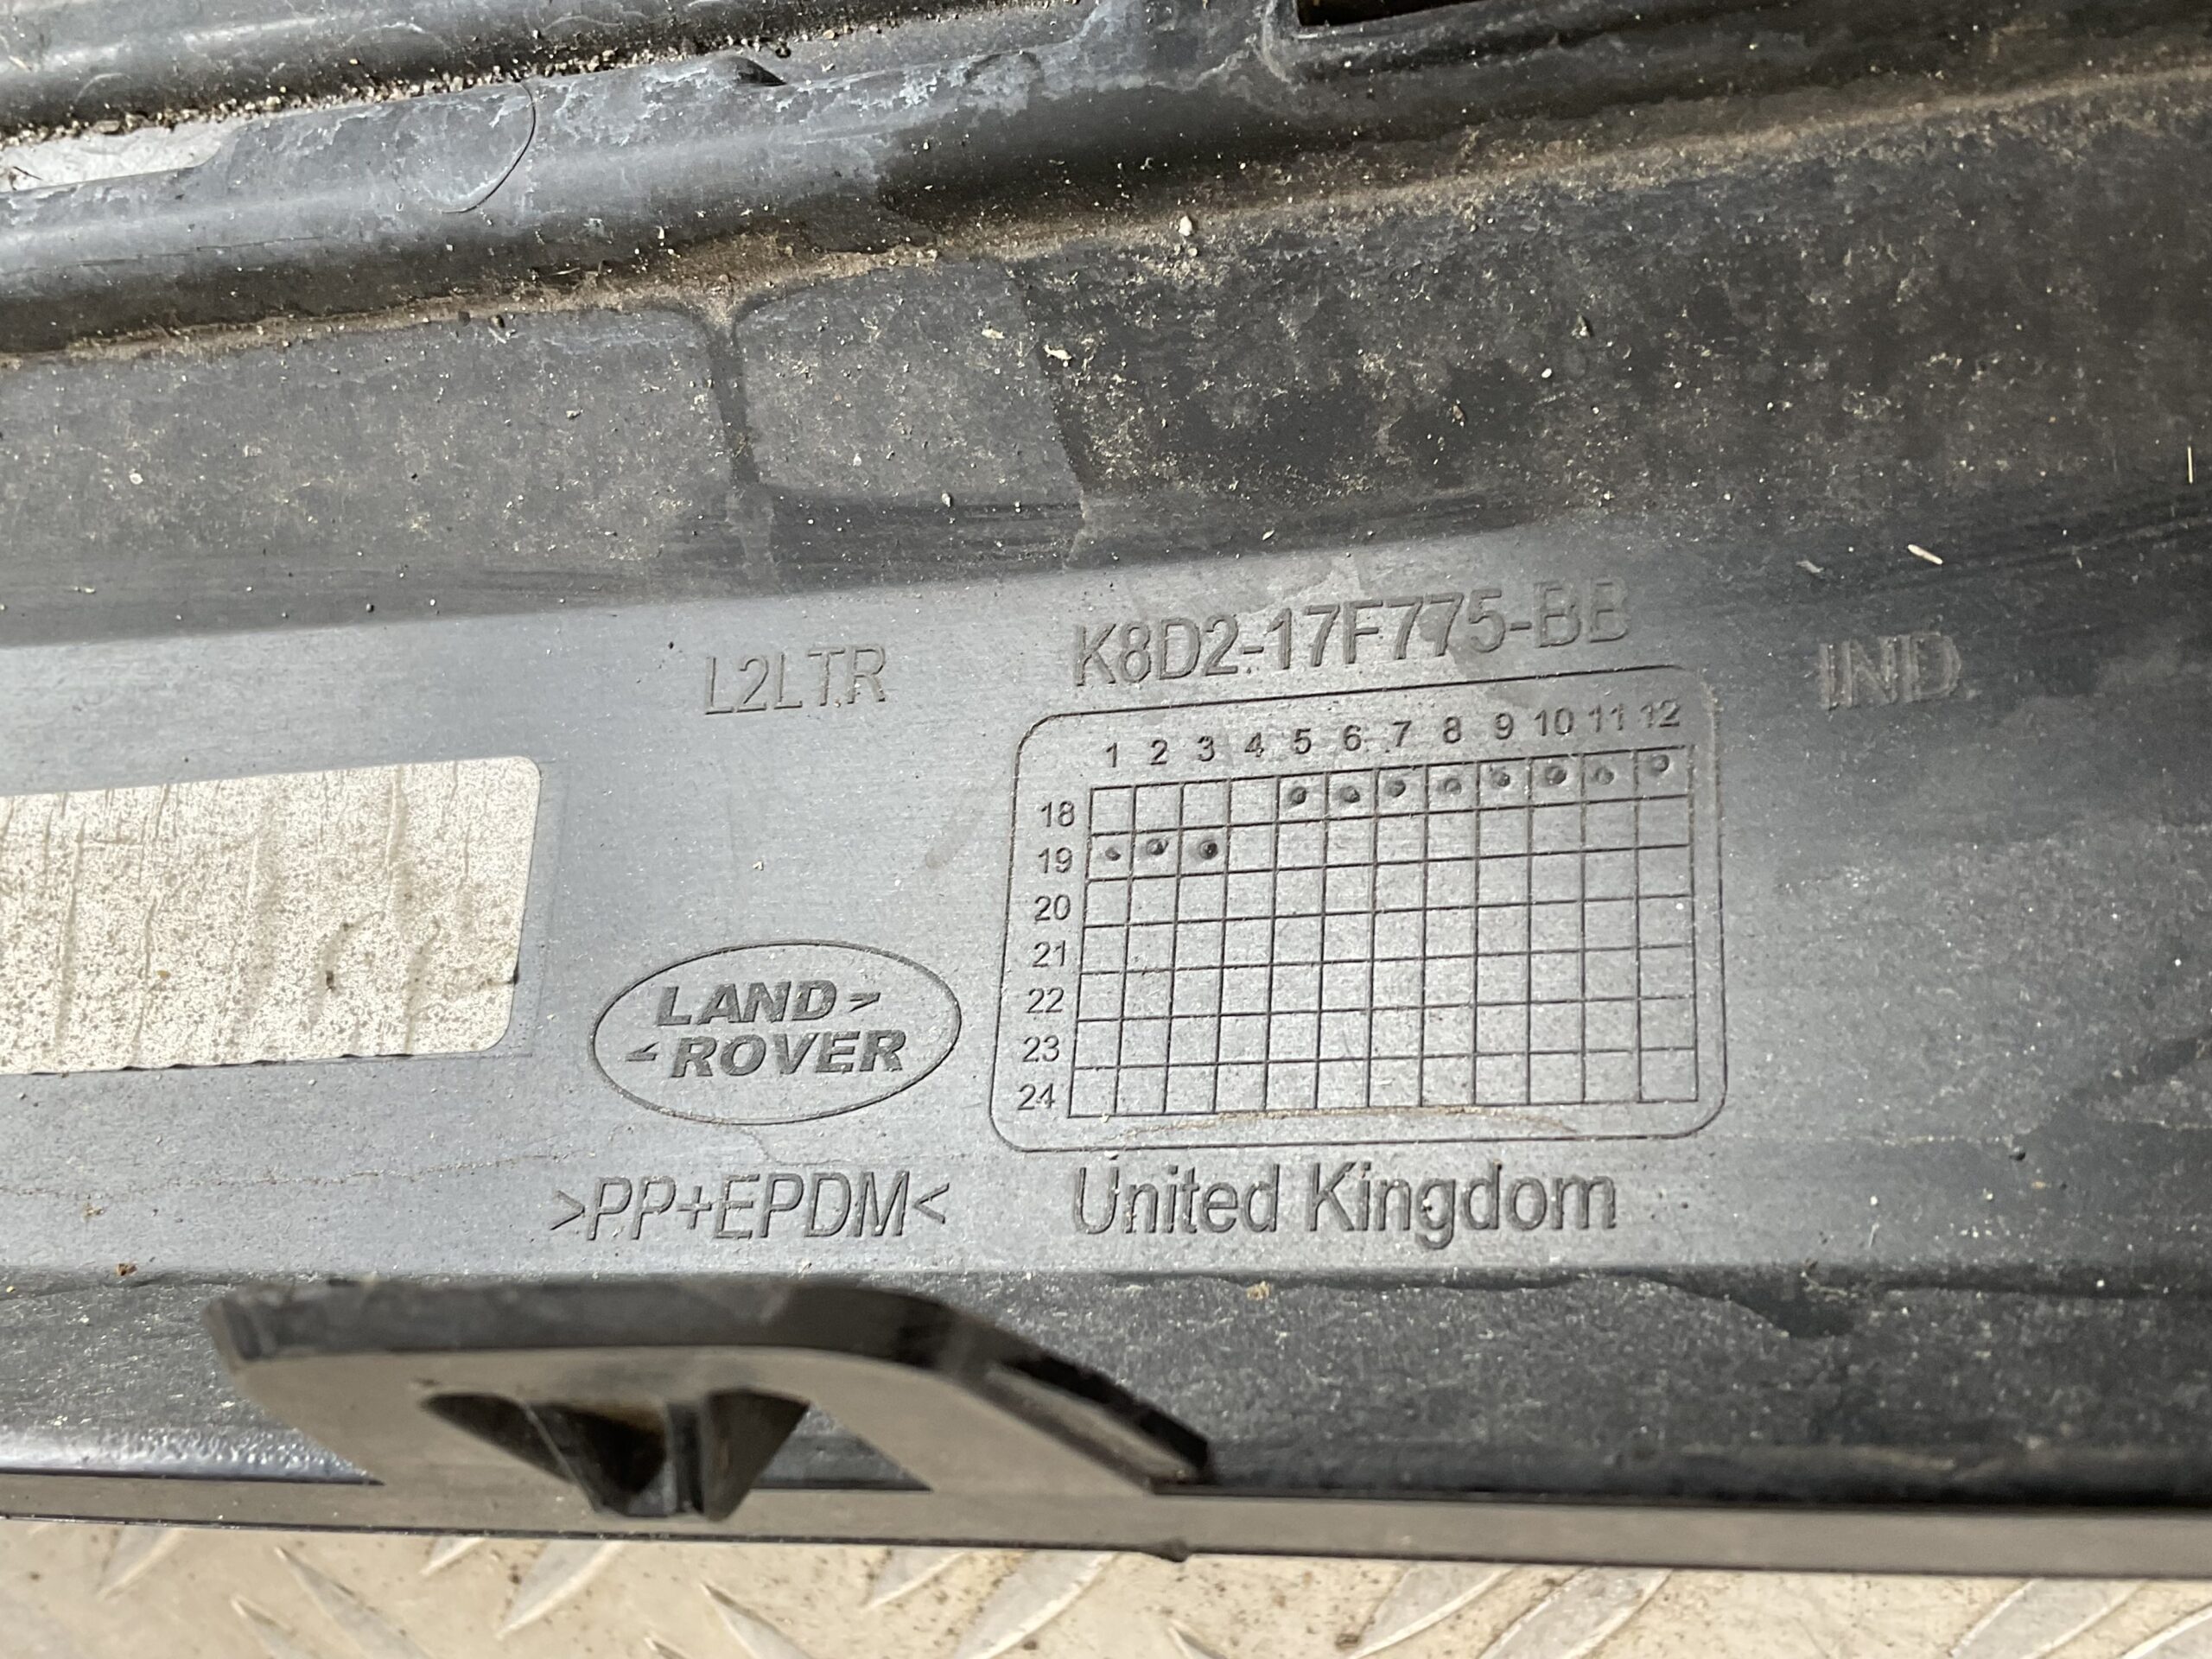 L2LTR
K8D2-17F775-BB
IND
1 2 3 4 5 6 7 8 9 10 11 12
18
19
20
21
22
23
24
LAND >
< ROVER
>PP+EPDM<
United Kingdom